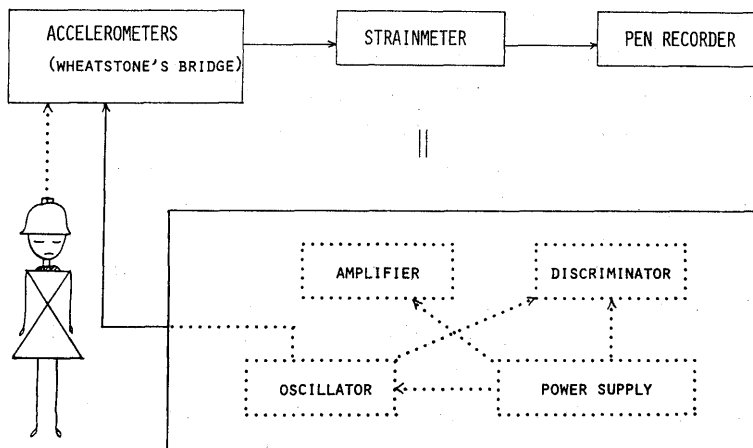 ACCELEROMETERS
(WHEATSTONE'S BRIDGE)
STRAINMETER
PEN RECORDER
AMPLIFIER
DISCRIMINATOR
OSCILLATOR
POWER SUPPLY